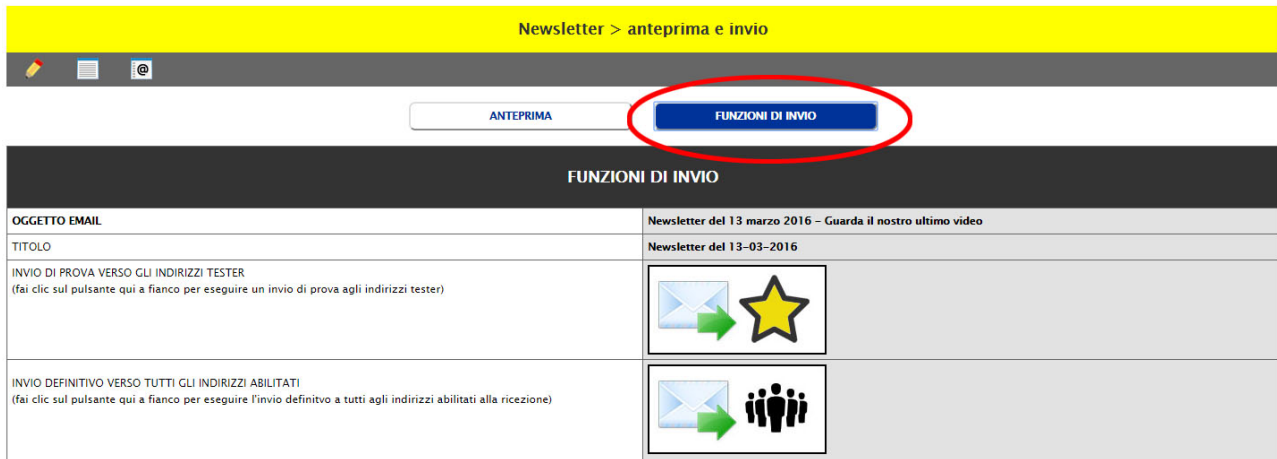 Newsletter > anteprima e invio
@
ANTEPRIMA
FUNZIONI DI INVIO
FUNZIONI DI INVIO
OGGETTO EMAIL
Newsletter del 13 marzo 2016 – Guarda il nostro ultimo video
TITOLO
Newsletter del 13–03–2016
INVIO DI PROVA VERSO GLI INDIRIZZI TESTER
(fai clic sul pulsante qui a fianco per eseguire un invio di prova agli indirizzi tester)
INVIO DEFINITIVO VERSO TUTTI GLI INDIRIZZI ABILITATI
(fai clic sul pulsante qui a fianco per eseguire l'invio definitvo a tutti agli indirizzi abilitati alla ricezione)